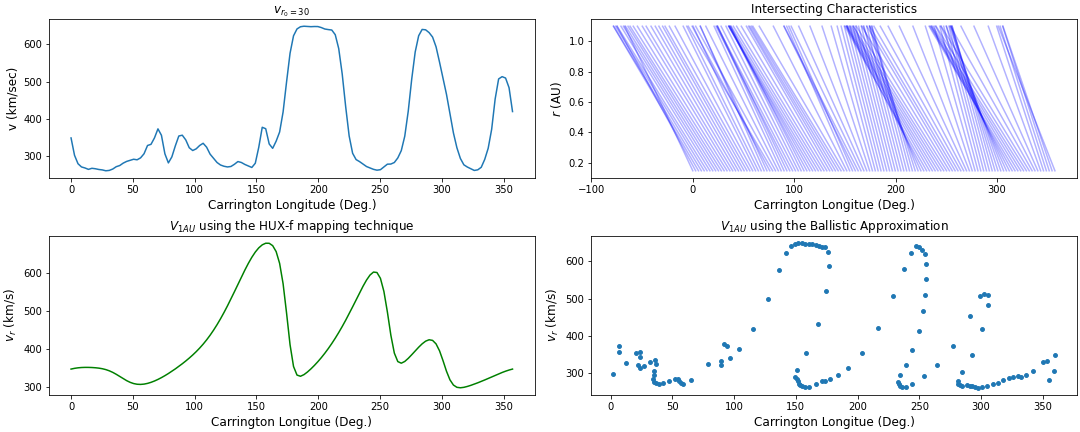 v_{r_0=30}
v (km/sec)
600
500
400
300
0 50 100 150 200 250 300 350
Carrington Longitude (Deg.)
Intersecting Characteristics
r (AU)
1.0
0.8
0.6
0.4
0.2
−100 0 100 200 300
Carrington Longitue (Deg.)
V_{1AU} using the HUX-f mapping technique
v_r (km/s)
600
500
400
300
0 50 100 150 200 250 300 350
Carrington Longitue (Deg.)
V_{1AU} using the Ballistic Approximation
v_r (km/s)
600
500
400
300
0 50 100 150 200 250 300 350
Carrington Longitue (Deg.)